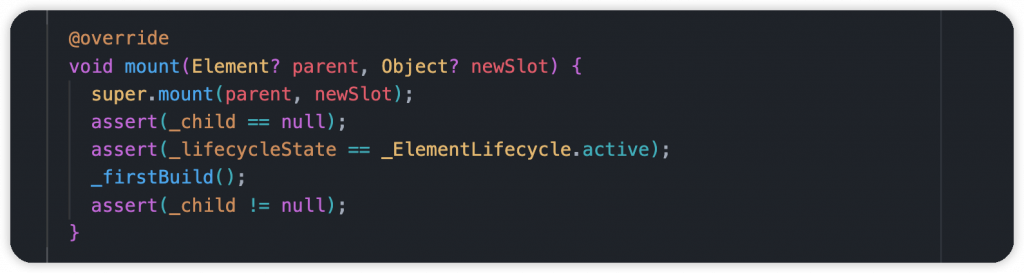 @override
void mount(Element? parent, Object? newSlot) {
  super.mount(parent, newSlot);
  assert(_child == null);
  assert(_lifecycleState == _ElementLifecycle.active);
  _firstBuild();
  assert(_child != null);
}